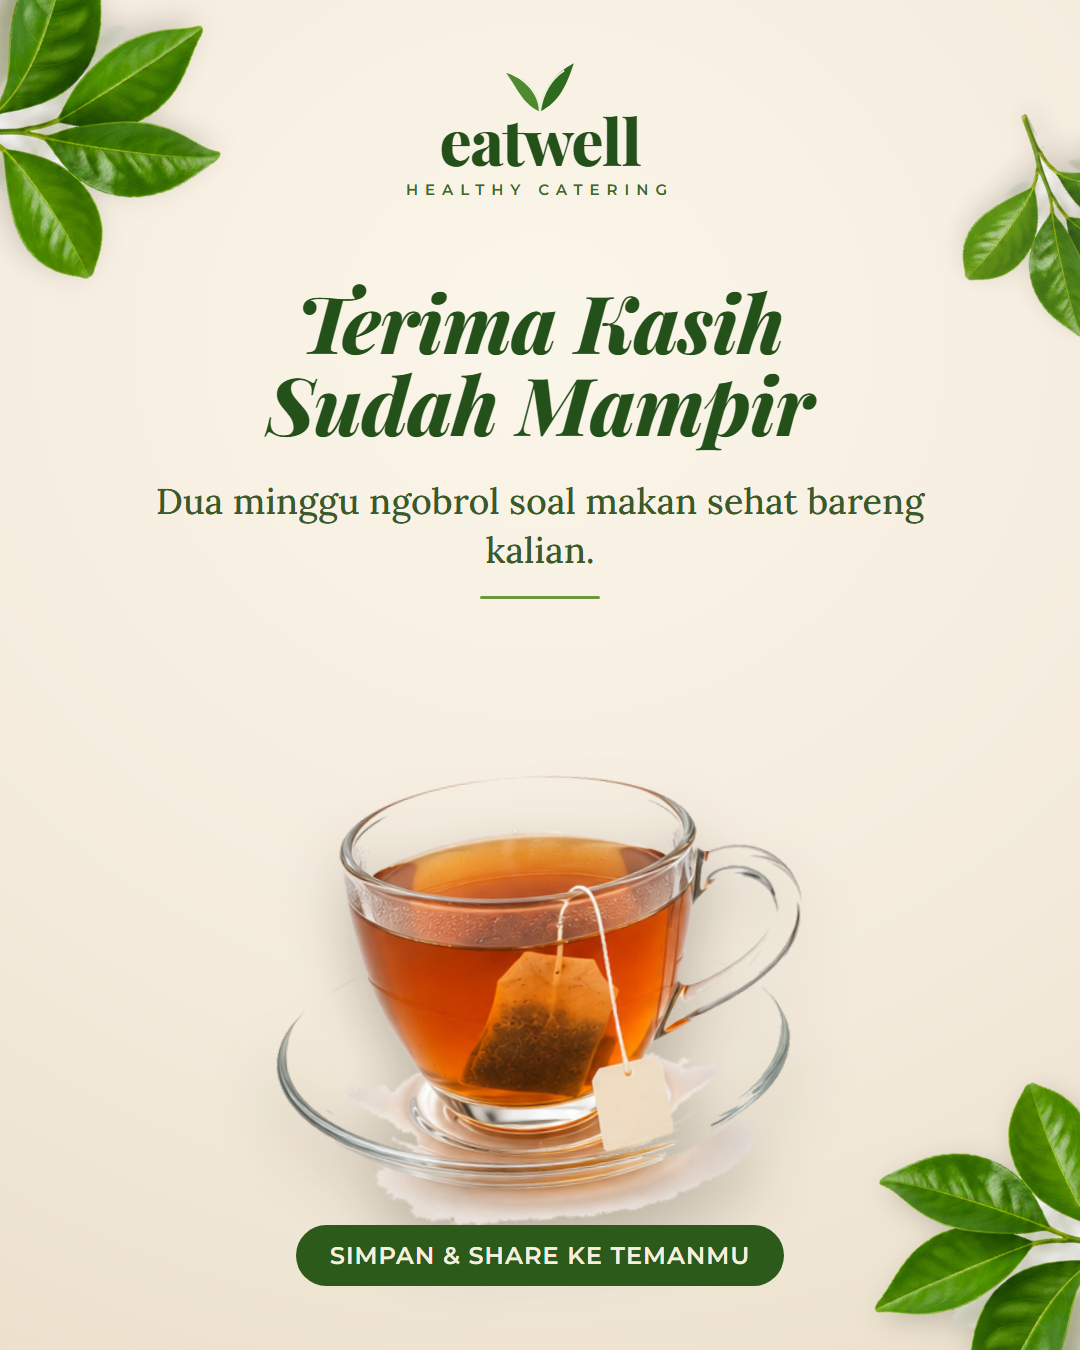 eatwell
HEALTHY CATERING
Terima Kasih
Sudah Mampir
Dua minggu ngobrol soal makan sehat bareng
kalian.
SIMPAN & SHARE KE TEMANMU